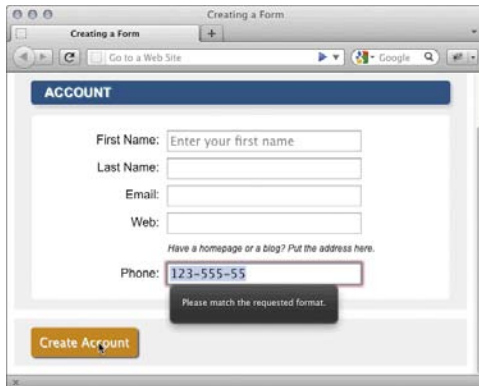 Creating a Form
Creating a Form
Go to a Web Site
Google
ACCOUNT
First Name: Enter your first name
Last Name:
Email:
Web:
Have a homepage or a blog? Put the address here.
Phone: 123-555-55
Please match the requested format.
Create Account